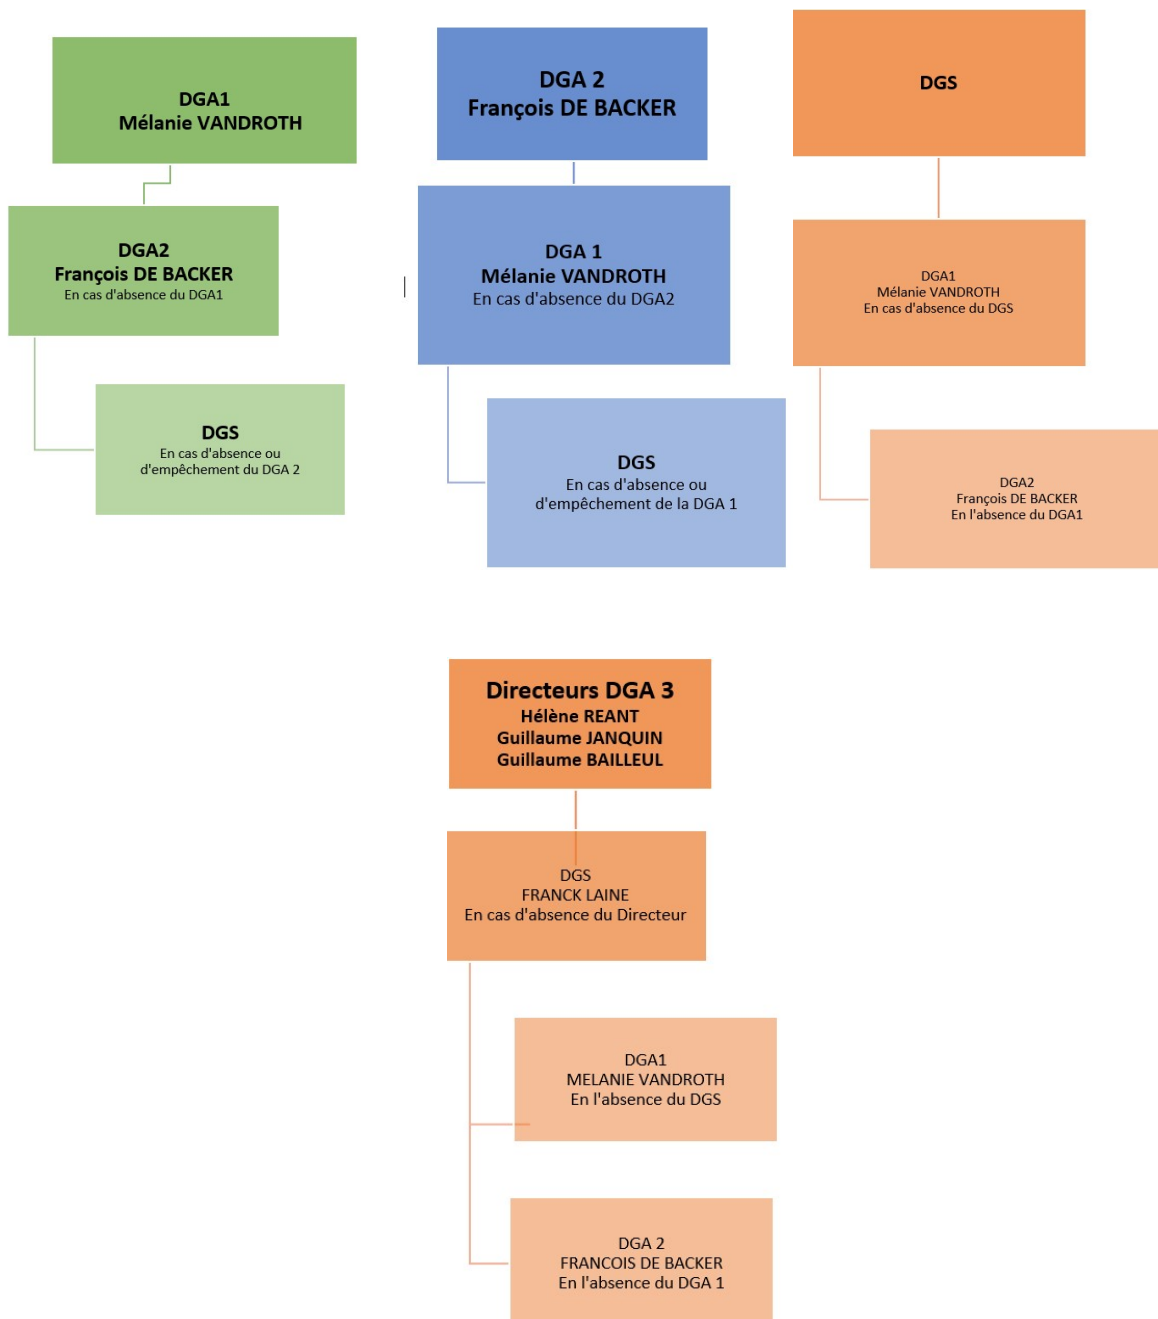 DGA1
Mélanie VANDROTH
DGA2
François DE BACKER
En cas d'absence du DGA1
DGS
En cas d'absence ou
d'empêchement du DGA 2
DGA 2
François DE BACKER
DGA 1
Mélanie VANDROTH
En cas d'absence du DGA2
DGS
En cas d'absence ou
d'empêchement de la DGA 1
DGS
DGA1
Mélanie VANDROTH
En cas d'absence du DGS
DGA2
François DE BACKER
En l'absence du DGA1
Directeurs DGA 3
Hélène REANT
Guillaume JANQUIN
Guillaume BAILLEUL
DGS
FRANCK LAINE
En cas d'absence du Directeur
DGA1
MELANIE VANDROTH
En l'absence du DGS
DGA 2
FRANCOIS DE BACKER
En l'absence du DGA 1